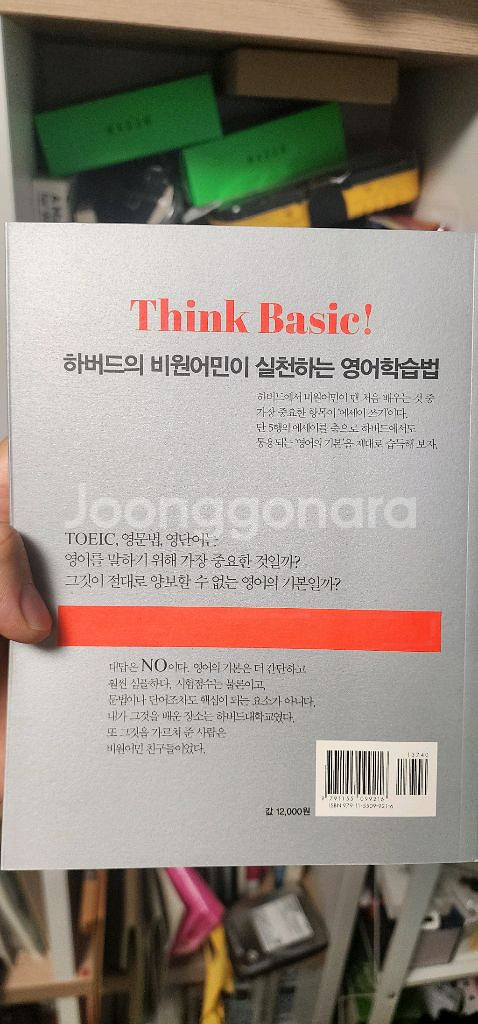 Think Basic!
하버드의 비원어민이 실천하는 영어학습법
하버드에서 비원어민이 맨 처음 배우는 것 중
가장 중요한 항목이 '에세이 쓰기'이다.
단 5행의 에세이를 축으로 하버드에서도
통용되는 '영어의 기본'을 제대로 습득해 보자.
Joonggonara
TOEIC, 영문법, 영단어는
영어를 말하기 위해 가장 중요한 것일까?
그것이 절대로 양보할 수 없는 영어의 기본일까?
대답은 NO이다. 영어의 기본은 더 간단하고
훨씬 심플하다. 시험점수는 물론이고,
문법이나 단어조차도 핵심이 되는 요소가 아니다.
내가 그것을 배운 장소는 하버드대학교였다.
또 그것을 가르쳐 준 사람은
비원어민 친구들이었다.
13740
9791155099216
ISBN 979-11-5509-921-6
값 12,000원